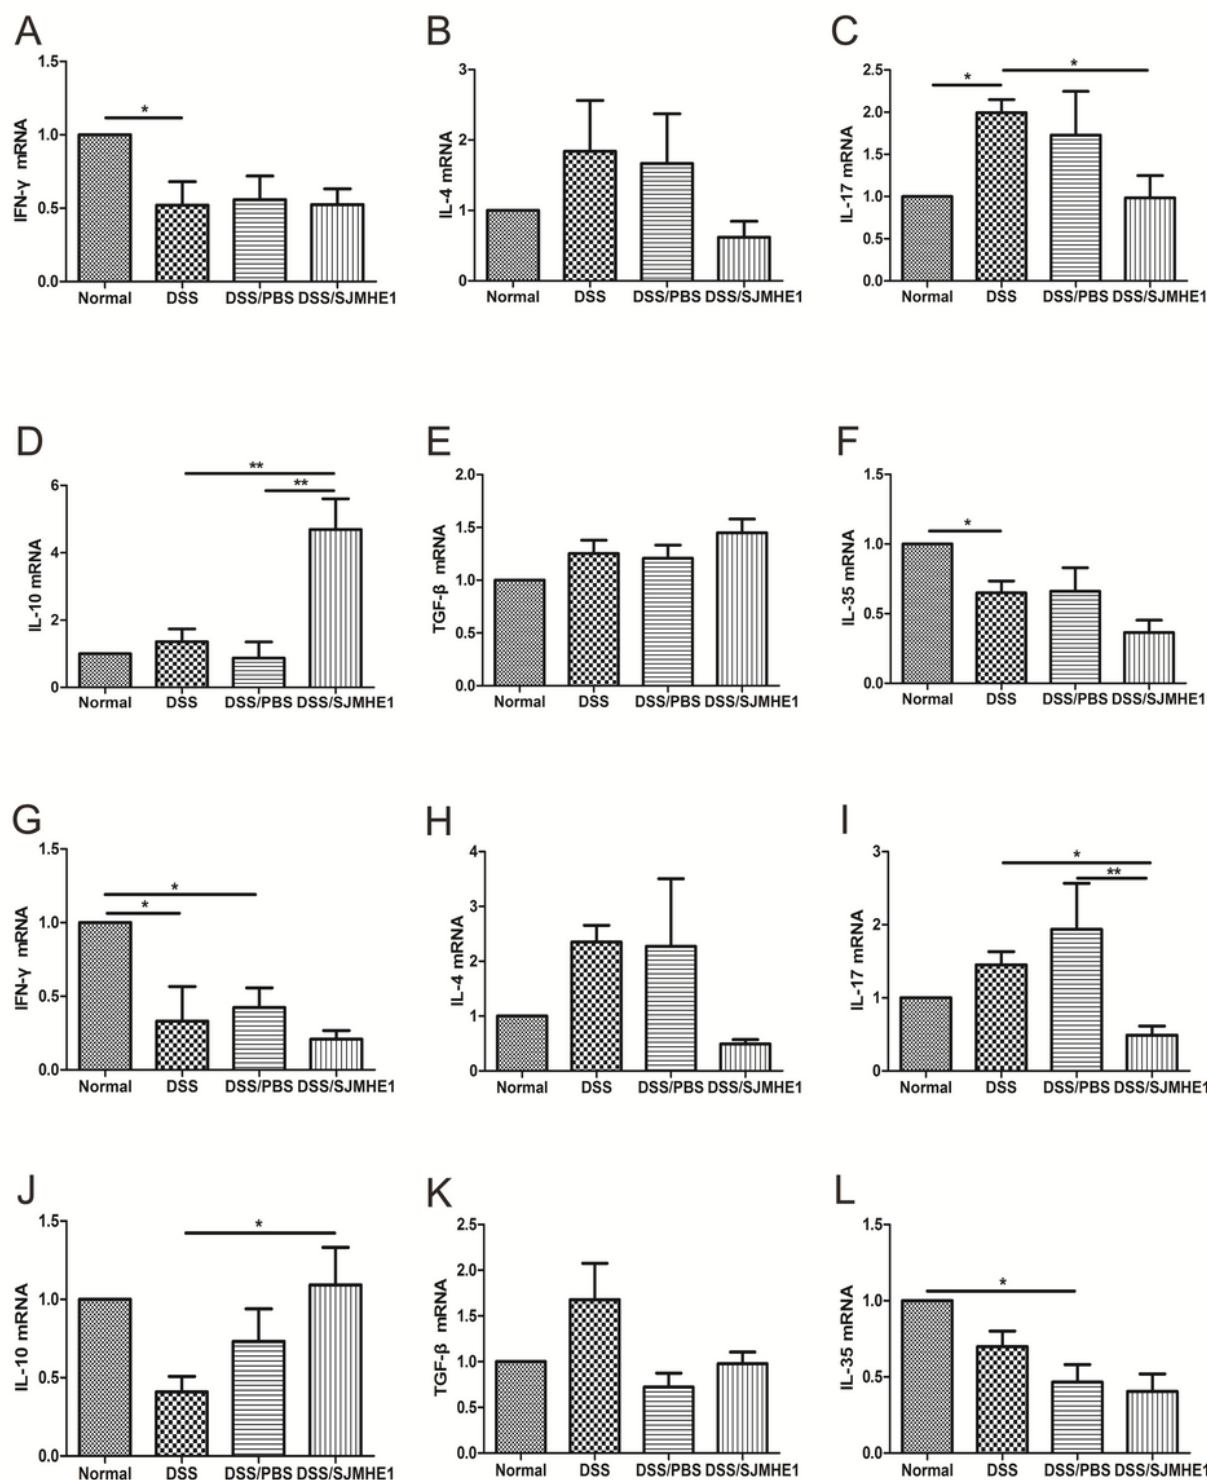 A
IFN-γ mRNA
1.5
1.0
0.5
0.0
*
Normal DSS DSS/PBS DSS/SJMHE1
B
IL-4 mRNA
3
2
1
0
Normal DSS DSS/PBS DSS/SJMHE1
C
IL-17 mRNA
2.5
2.0
1.5
1.0
0.5
0.0
*
*
Normal DSS DSS/PBS DSS/SJMHE1
D
IL-10 mRNA
6
4
2
0
**
**
Normal DSS DSS/PBS DSS/SJMHE1
E
TGF-β mRNA
2.0
1.5
1.0
0.5
0.0
Normal DSS DSS/PBS DSS/SJMHE1
F
IL-35 mRNA
1.5
1.0
0.5
0.0
*
Normal DSS DSS/PBS DSS/SJMHE1
G
IFN-γ mRNA
1.5
1.0
0.5
0.0
*
*
Normal DSS DSS/PBS DSS/SJMHE1
H
IL-4 mRNA
4
3
2
1
0
Normal DSS DSS/PBS DSS/SJMHE1
I
IL-17 mRNA
3
2
1
0
*
**
Normal DSS DSS/PBS DSS/SJMHE1
J
IL-10 mRNA
1.5
1.0
0.5
0.0
*
Normal DSS DSS/PBS DSS/SJMHE1
K
TGF-β mRNA
2.5
2.0
1.5
1.0
0.5
0.0
Normal DSS DSS/PBS DSS/SJMHE1
L
IL-35 mRNA
1.5
1.0
0.5
0.0
*
Normal DSS DSS/PBS DSS/SJMHE1